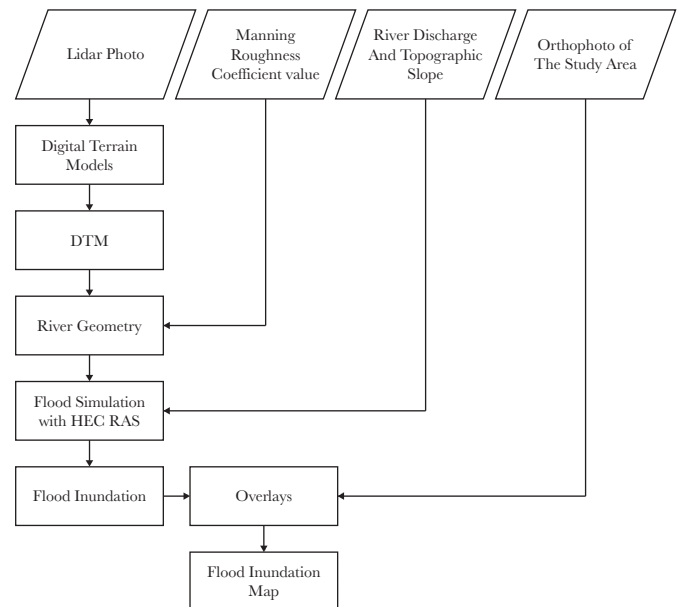 Lidar Photo
Manning
Roughness
Coefficient value
River Discharge
And Topographic
Slope
Orthophoto of
The Study Area
Digital Terrain
Models
DTM
River Geometry
Flood Simulation
with HEC RAS
Flood Inundation
Overlays
Flood Inundation
Map